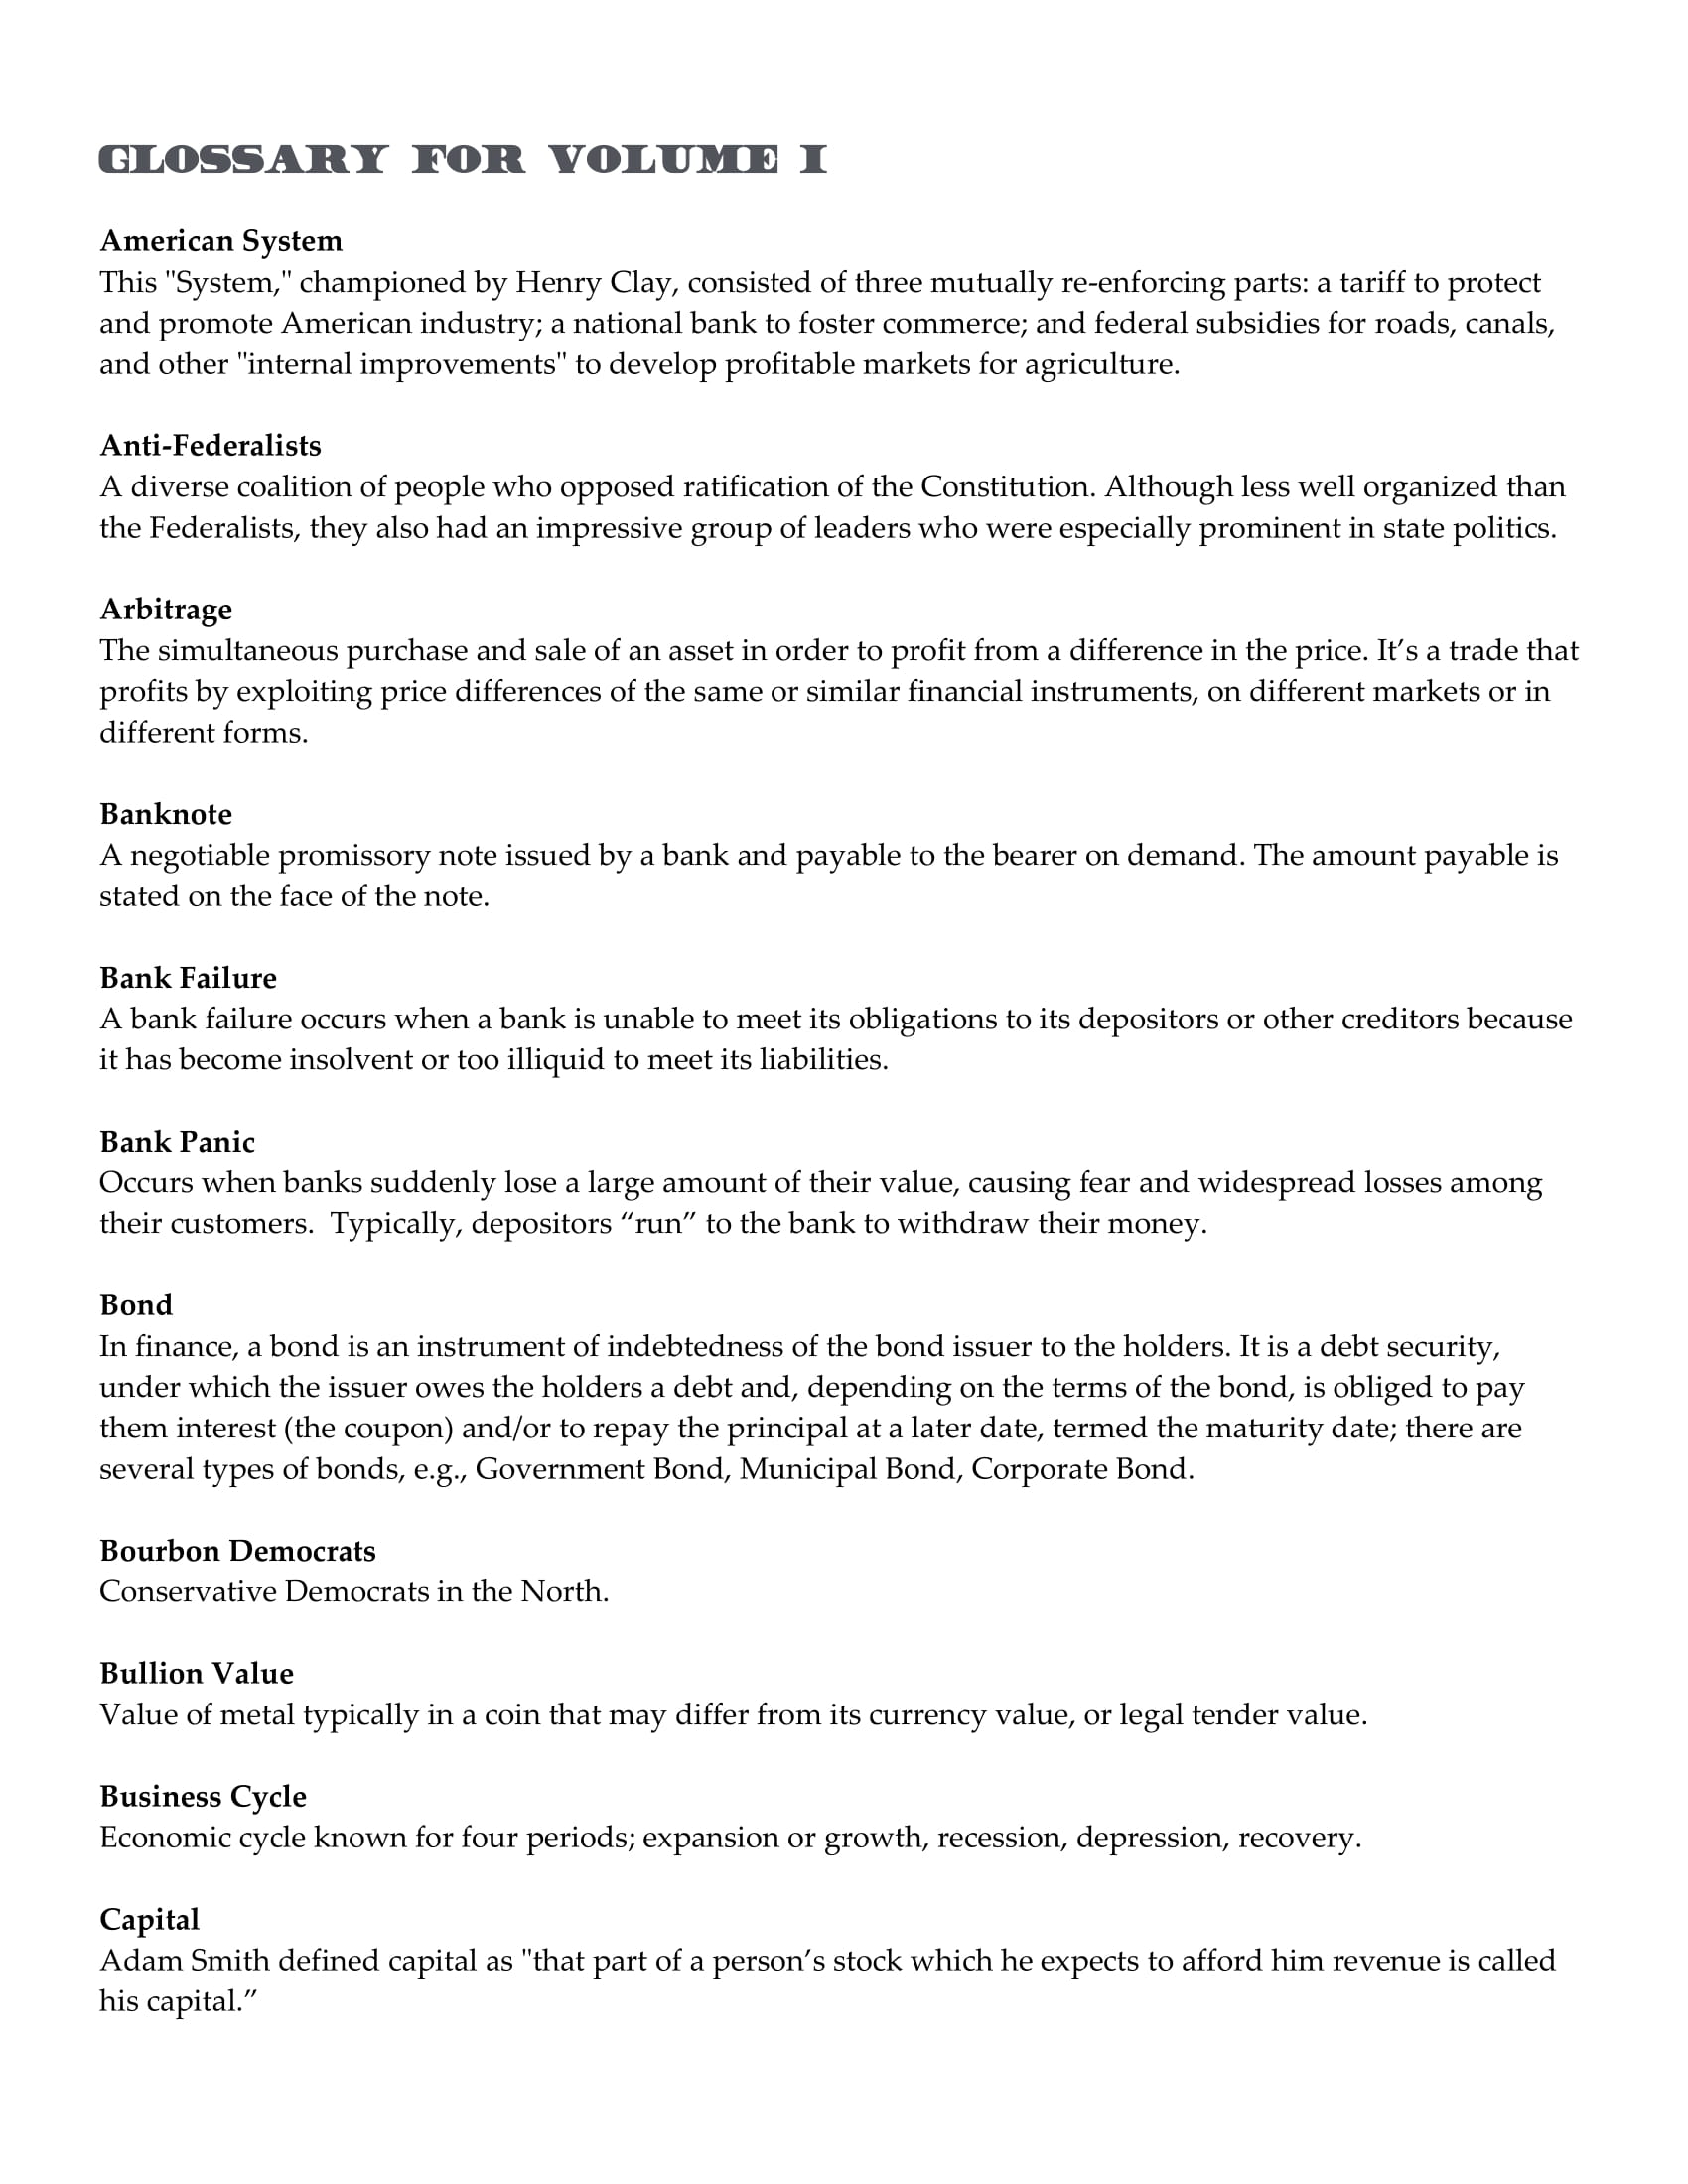 GLOSSARY FOR VOLUME I
American System
This "System," championed by Henry Clay, consisted of three mutually re-enforcing parts: a tariff to protect
and promote American industry; a national bank to foster commerce; and federal subsidies for roads, canals,
and other "internal improvements" to develop profitable markets for agriculture.
Anti-Federalists
A diverse coalition of people who opposed ratification of the Constitution. Although less well organized than
the Federalists, they also had an impressive group of leaders who were especially prominent in state politics.
Arbitrage
The simultaneous purchase and sale of an asset in order to profit from a difference in the price. It’s a trade that
profits by exploiting price differences of the same or similar financial instruments, on different markets or in
different forms.
Banknote
A negotiable promissory note issued by a bank and payable to the bearer on demand. The amount payable is
stated on the face of the note.
Bank Failure
A bank failure occurs when a bank is unable to meet its obligations to its depositors or other creditors because
it has become insolvent or too illiquid to meet its liabilities.
Bank Panic
Occurs when banks suddenly lose a large amount of their value, causing fear and widespread losses among
their customers.  Typically, depositors “run” to the bank to withdraw their money.
Bond
In finance, a bond is an instrument of indebtedness of the bond issuer to the holders. It is a debt security,
under which the issuer owes the holders a debt and, depending on the terms of the bond, is obliged to pay
them interest (the coupon) and/or to repay the principal at a later date, termed the maturity date; there are
several types of bonds, e.g., Government Bond, Municipal Bond, Corporate Bond.
Bourbon Democrats
Conservative Democrats in the North.
Bullion Value
Value of metal typically in a coin that may differ from its currency value, or legal tender value.
Business Cycle
Economic cycle known for four periods; expansion or growth, recession, depression, recovery.
Capital
Adam Smith defined capital as "that part of a person’s stock which he expects to afford him revenue is called
his capital.”